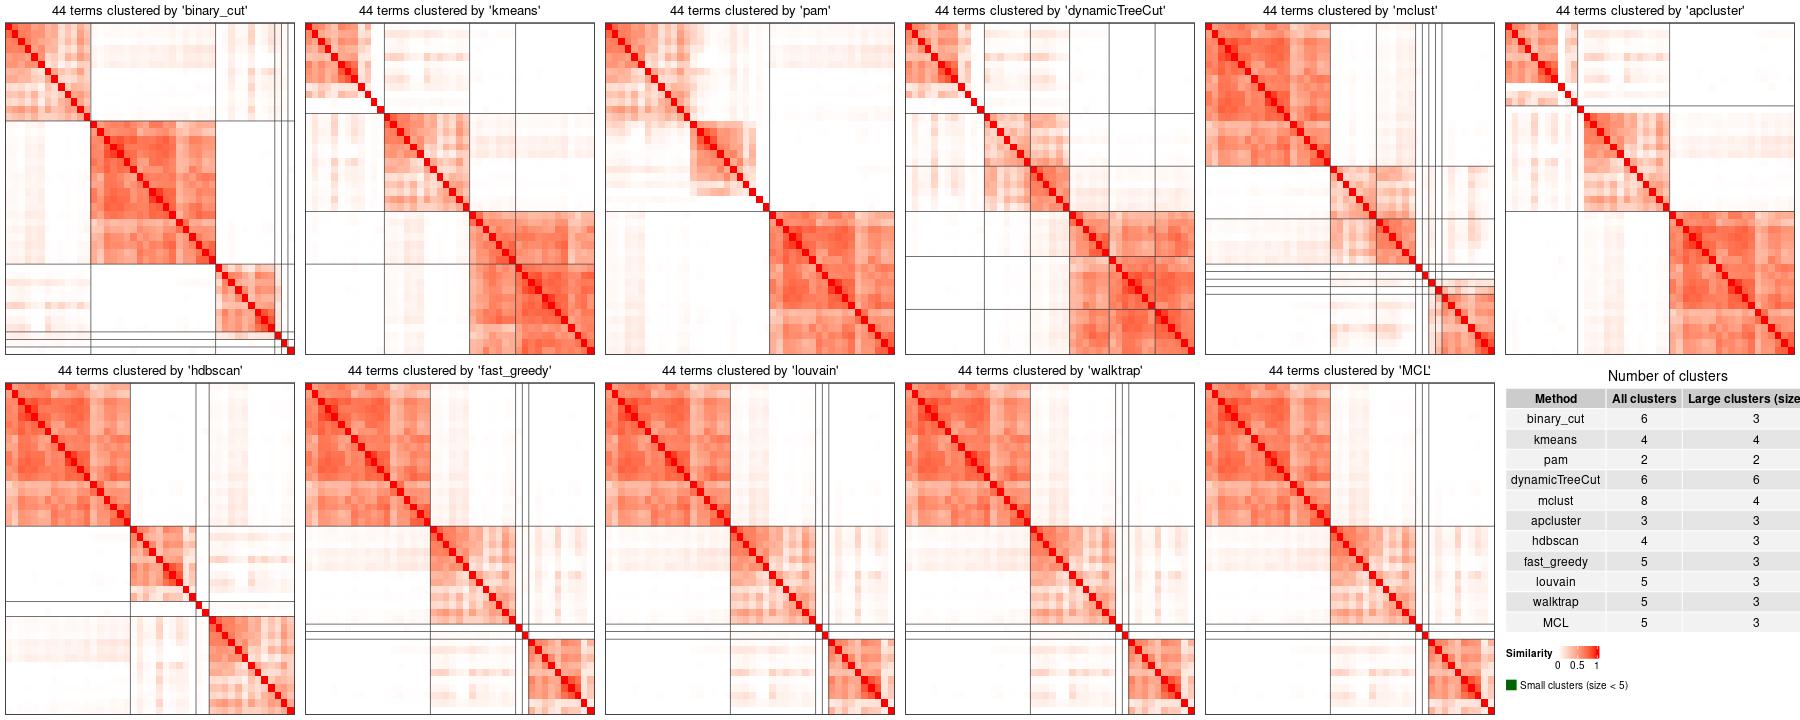 44 terms clustered by 'binary_cut'
44 terms clustered by 'kmeans'
44 terms clustered by 'pam'
44 terms clustered by 'dynamicTreeCut'
44 terms clustered by 'mclust'
44 terms clustered by 'apcluster'
44 terms clustered by 'hdbscan'
44 terms clustered by 'fast_greedy'
44 terms clustered by 'louvain'
44 terms clustered by 'walktrap'
44 terms clustered by 'MCL'
Number of clusters
Method All clusters Large clusters (size
binary_cut 6 3
kmeans 4 4
pam 2 2
dynamicTreeCut 6 6
mclust 8 4
apcluster 3 3
hdbscan 4 3
fast_greedy 5 3
louvain 5 3
walktrap 5 3
MCL 5 3
Similarity
0 0.5 1
Small clusters (size < 5)